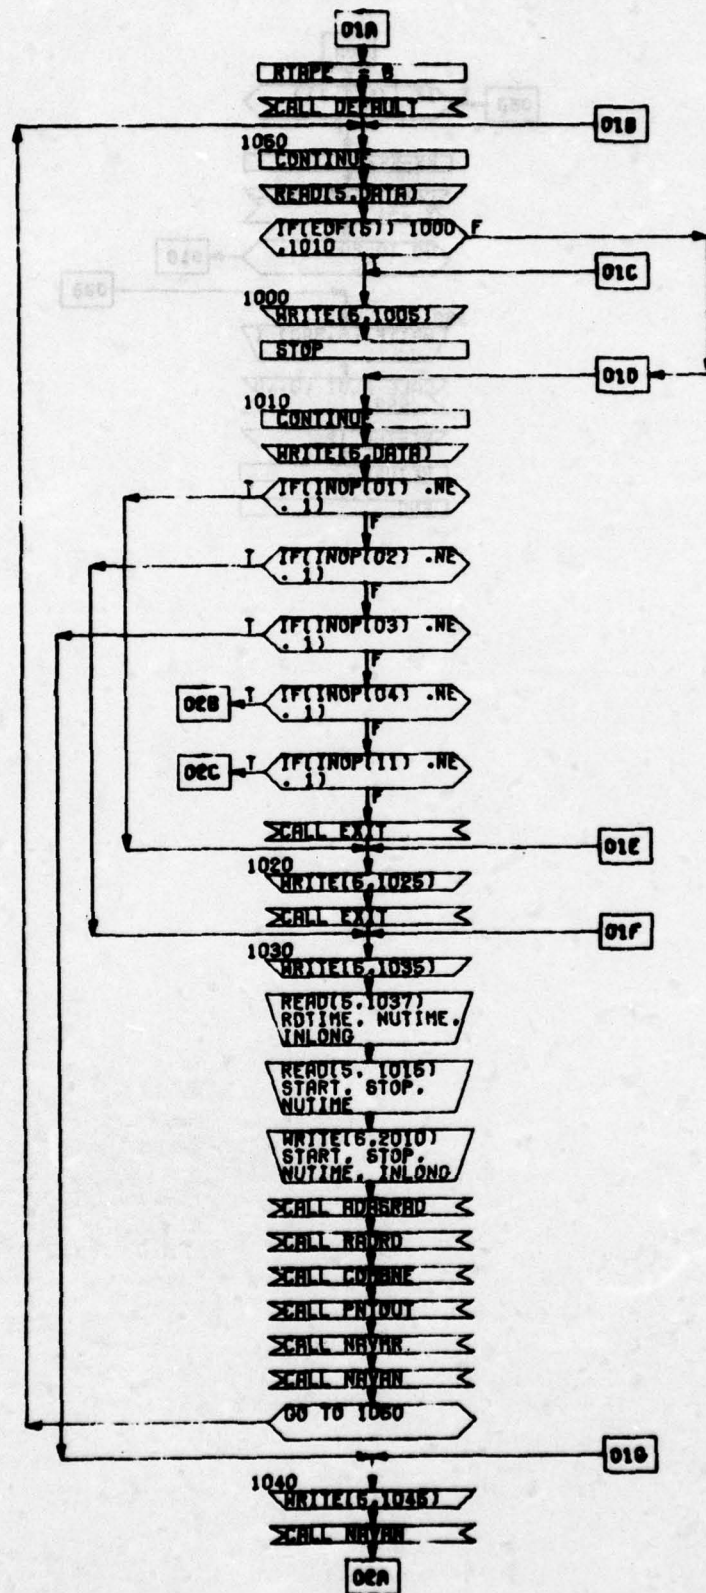 01A
RTAPE = 8
CALL DEFAULT
01B
1050
CONTINUE
READ(5,DATA)
IF(EOF(5)) 1000
,1010
F
T
01C
1000
WRITE(6,1005)
STOP
01D
1010
CONTINUE
WRITE(6,DATA)
T
IF(INOP(01) .NE
. 1)
F
T
IF(INOP(02) .NE
. 1)
F
T
IF(INOP(03) .NE
. 1)
F
02B
T
IF(INOP(04) .NE
. 1)
F
02C
T
IF(INOP(11) .NE
. 1)
F
CALL EXIT
01E
1020
WRITE(6,1025)
CALL EXIT
01F
1030
WRITE(6,1035)
READ(5,1037)
RDTIME, NUTIME,
INLONG
READ(5, 1015)
START, STOP,
NUTIME
WRITE(6,2010)
START, STOP,
NUTIME, INLONG
CALL ADASRAD
CALL RADRD
CALL COMBNE
CALL PNTOUT
CALL NAVMR
CALL NAVAN
GO TO 1050
01G
1040
WRITE(6,1045)
CALL NAVAN
02A